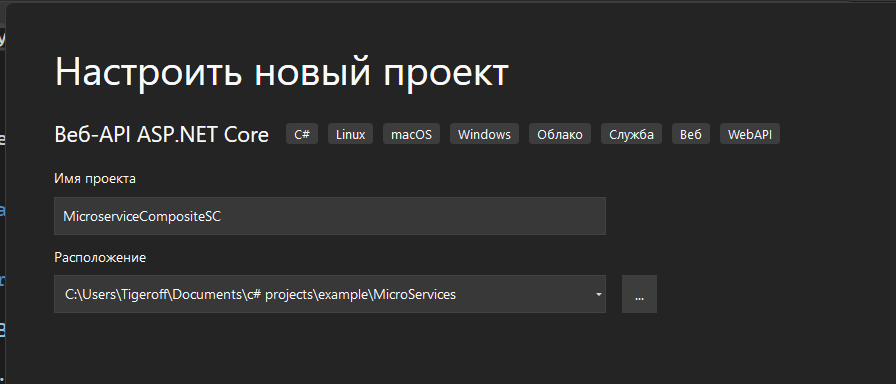 Настроить новый проект
Веб-API ASP.NET Core C# Linux macOS Windows Облако Служба Веб WebAPI
Имя проекта
MicroserviceCompositeSC
Расположение
C:\Users\Tigeroff\Documents\c# projects\example\MicroServices
...